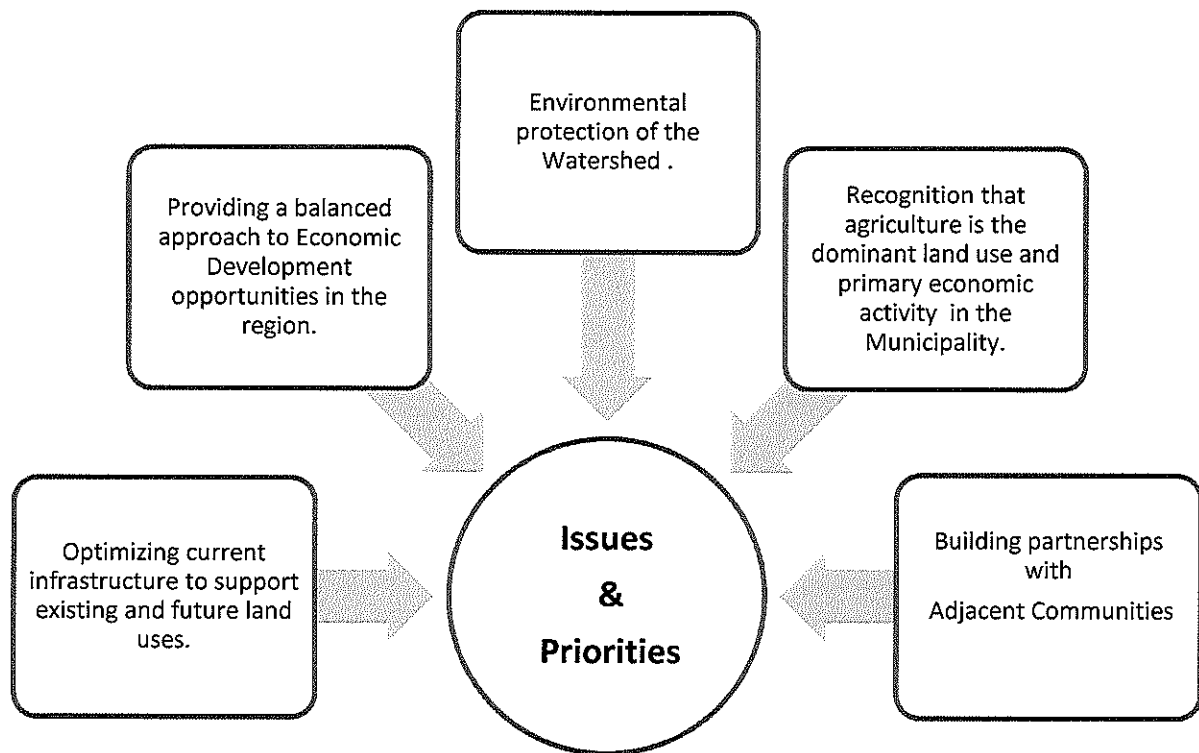 Environmental
protection of the
Watershed .
Providing a balanced
approach to Economic
Development
opportunities in the
region.
Recognition that
agriculture is the
dominant land use and
primary economic
activity in the
Municipality.
Optimizing current
infrastructure to support
existing and future land
uses.
Issues
&
Priorities
Building partnerships
with
Adjacent Communities